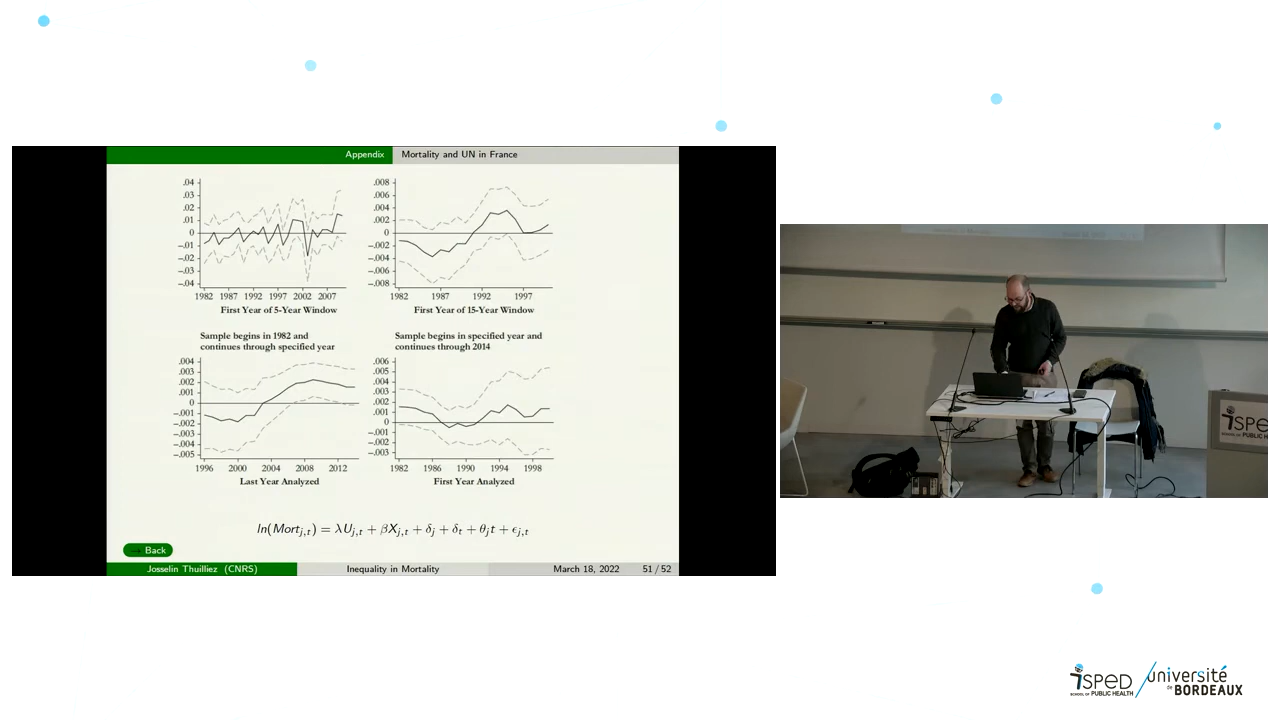 Appendix
Mortality and UN in France
.04
.03
.02
.01
0
−.01
−.02
−.03
−.04
1982 1987 1992 1997 2002 2007
First Year of 5-Year Window
.008
.006
.004
.002
0
−.002
−.004
−.006
−.008
1982 1987 1992 1997
First Year of 15-Year Window
Sample begins in 1982 and
continues through specified year
.004
.003
.002
.001
0
−.001
−.002
−.003
−.004
−.005
1996 2000 2004 2008 2012
Last Year Analyzed
Sample begins in specified year and
continues through 2014
.006
.005
.004
.003
.002
.001
0
−.001
−.002
−.003
1982 1986 1990 1994 1998
First Year Analyzed
ln(Mort_{j,t}) = λU_{j,t} + βX_{j,t} + δ_j + δ_t + θ_j t + ϵ_{j,t}
→ Back
Josselin Thuilliez (CNRS)
Inequality in Mortality
March 18, 2022
51 / 52
iSPED
SCHOOL OF PUBLIC HEALTH
université
de BORDEAUX